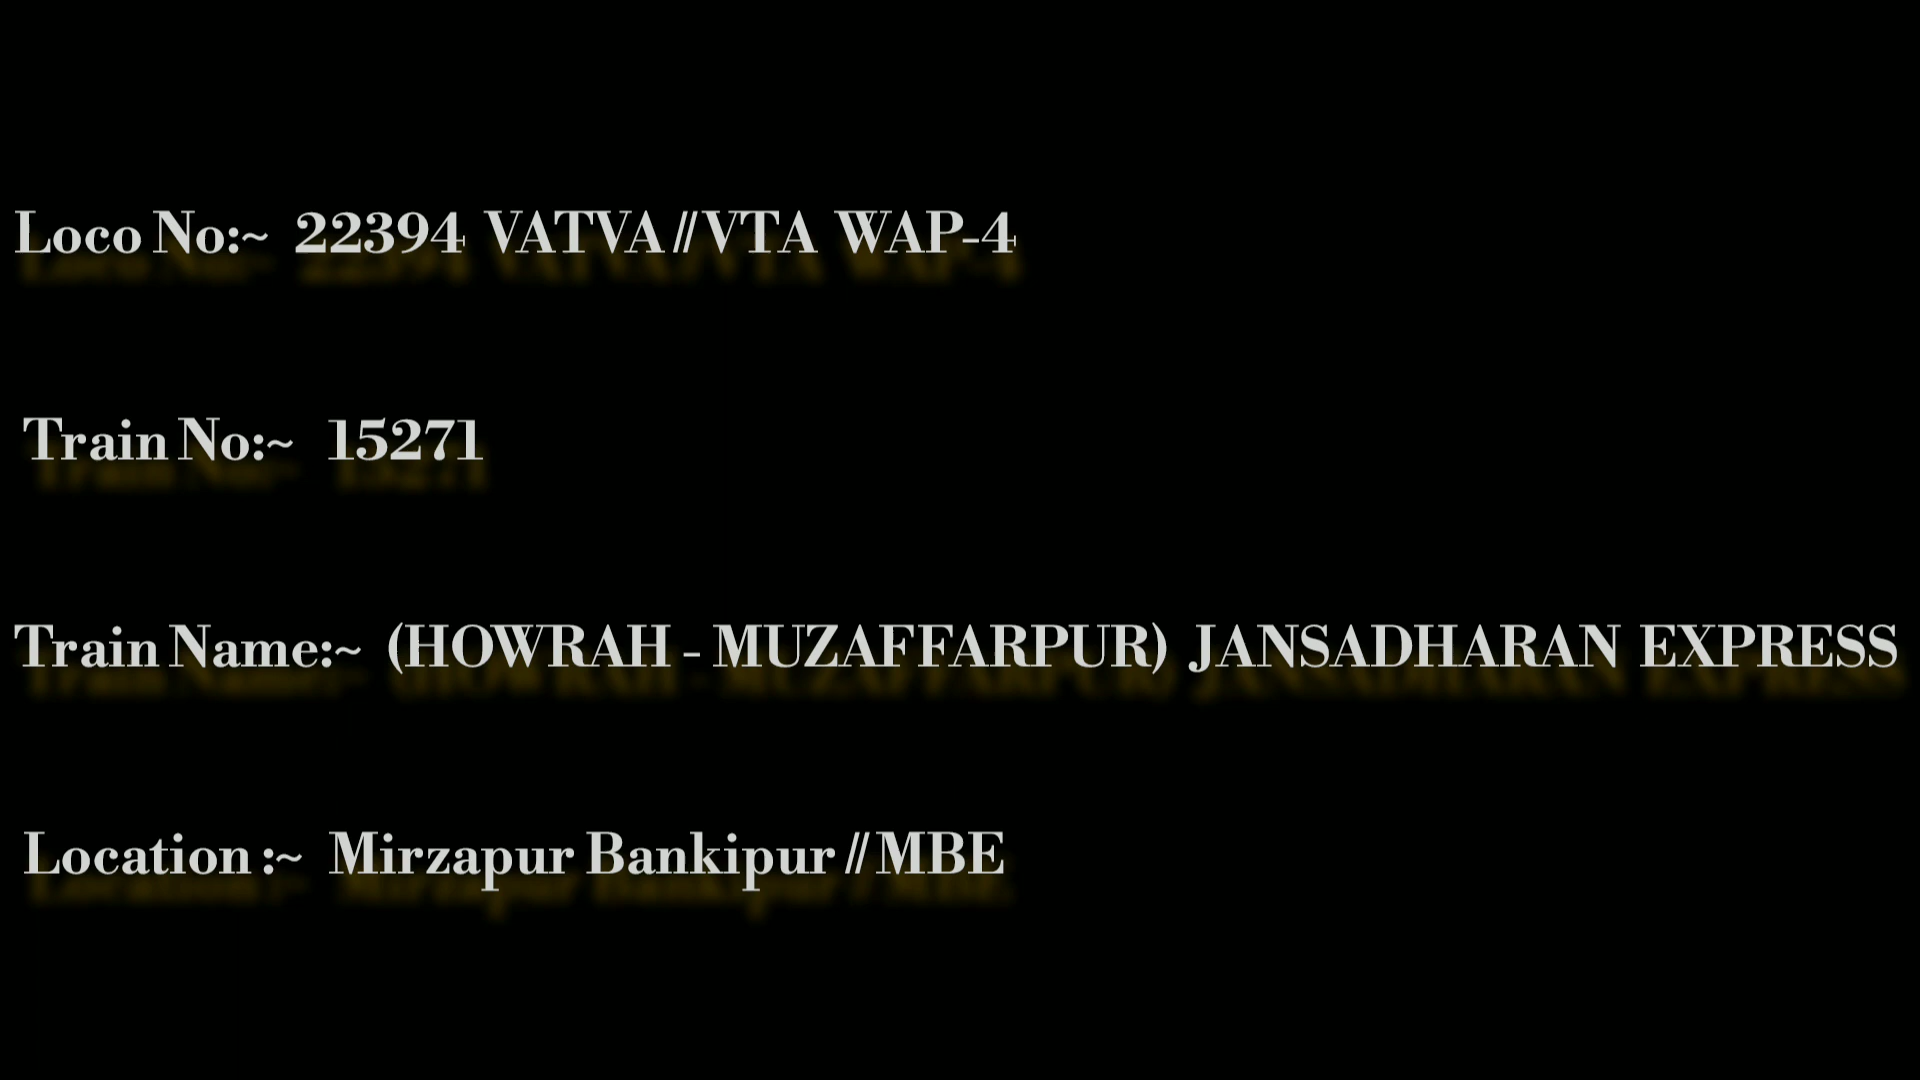 Loco No:~ 22394 VATVA//VTA WAP-4
Train No:~ 15271
Train Name:~ (HOWRAH - MUZAFFARPUR) JANSADHARAN EXPRESS
Location :~ Mirzapur Bankipur //MBE